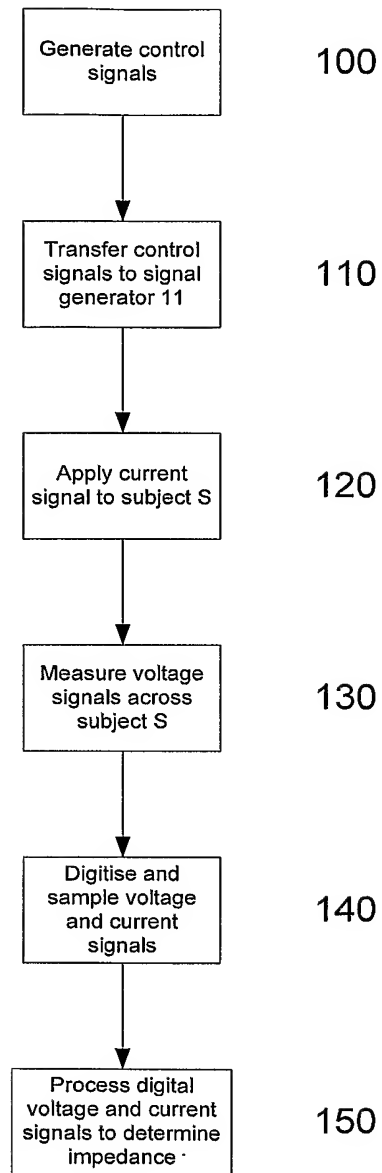 Generate control
signals
100
Transfer control
signals to signal
generator 11
110
Apply current
signal to subject S
120
Measure voltage
signals across
subject S
130
Digitise and
sample voltage
and current
signals
140
Process digital
voltage and current
signals to determine
impedance
150